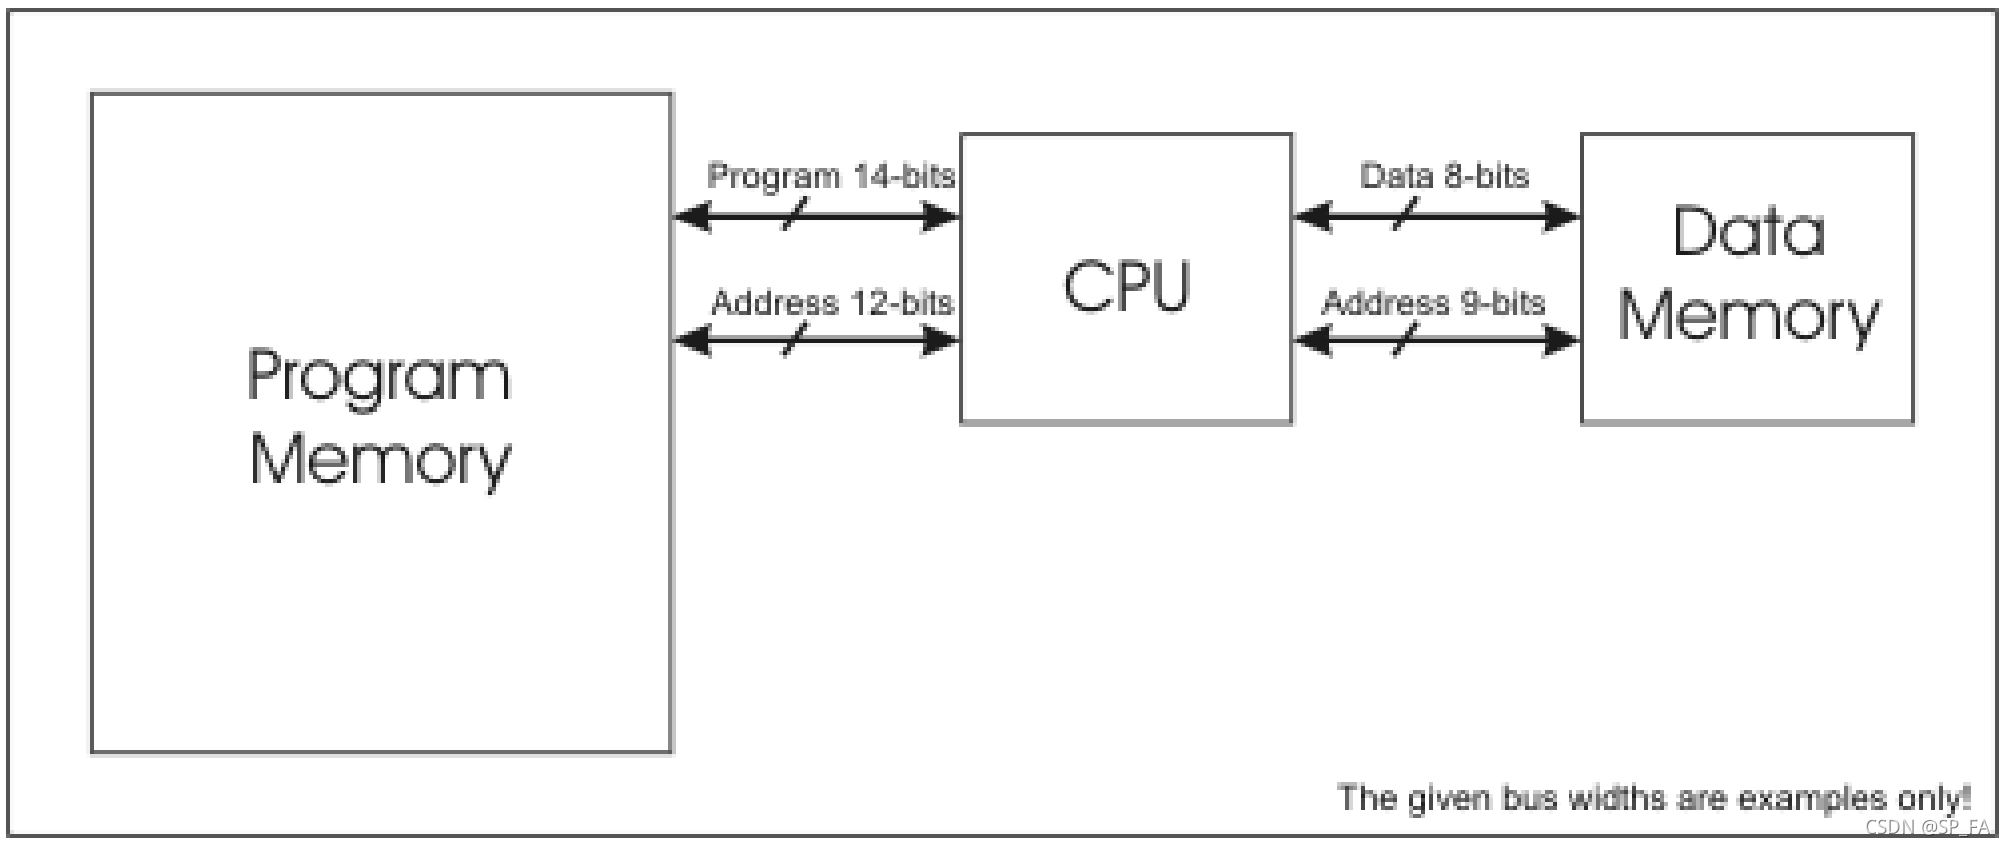 Program 14-bits
Data 8-bits
Address 12-bits
Address 9-bits
Program
Memory
CPU
Data
Memory
The given bus widths are examples only!
CSDN @SP_FA